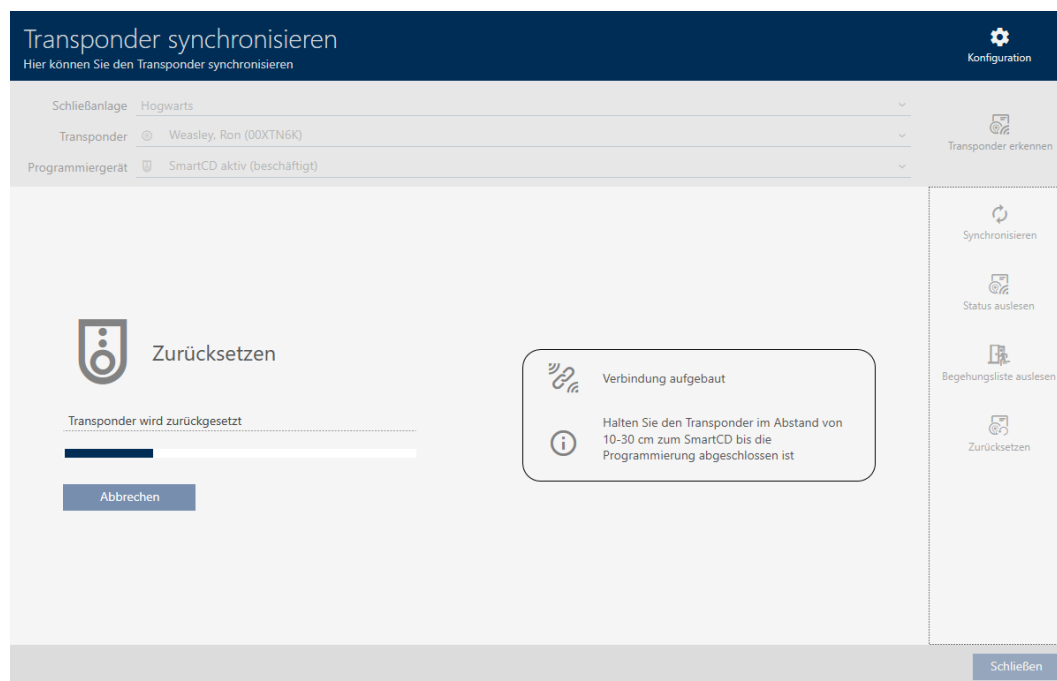 Transponder synchronisieren
Hier können Sie den Transponder synchronisieren
Konfiguration
Schließanlage Hogwarts
Transponder Weasley, Ron (00XTN6K)
Programmiergerät SmartCD aktiv (beschäftigt)
Transponder erkennen
Synchronisieren
Status auslesen
Begehungsliste auslesen
Zurücksetzen
Zurücksetzen
Transponder wird zurückgesetzt
Abbrechen
Verbindung aufgebaut
Halten Sie den Transponder im Abstand von
10-30 cm zum SmartCD bis die
Programmierung abgeschlossen ist
Schließen